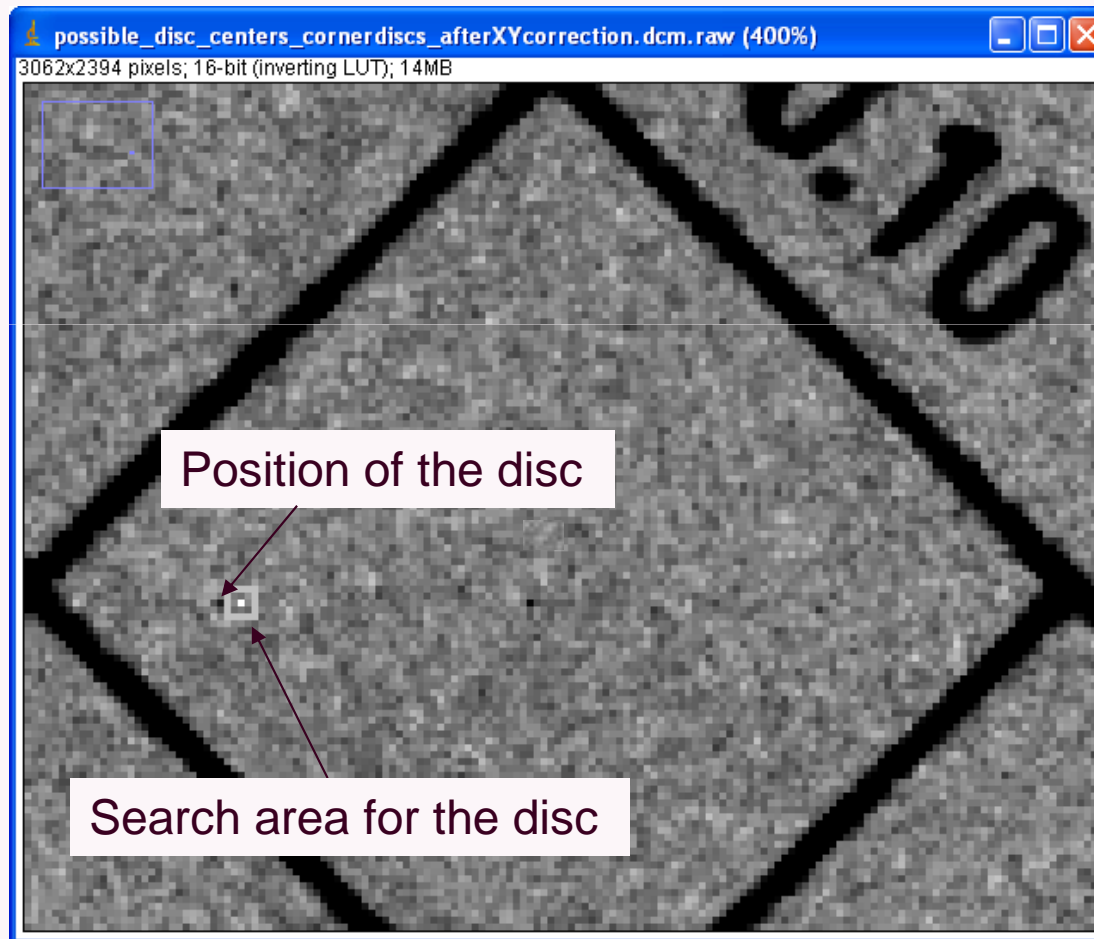 possible_disc_centers_cornerdiscs_afterXYcorrection.dcm.raw (400%)
3062x2394 pixels; 16-bit (inverting LUT); 14MB
0.10
Position of the disc
Search area for the disc